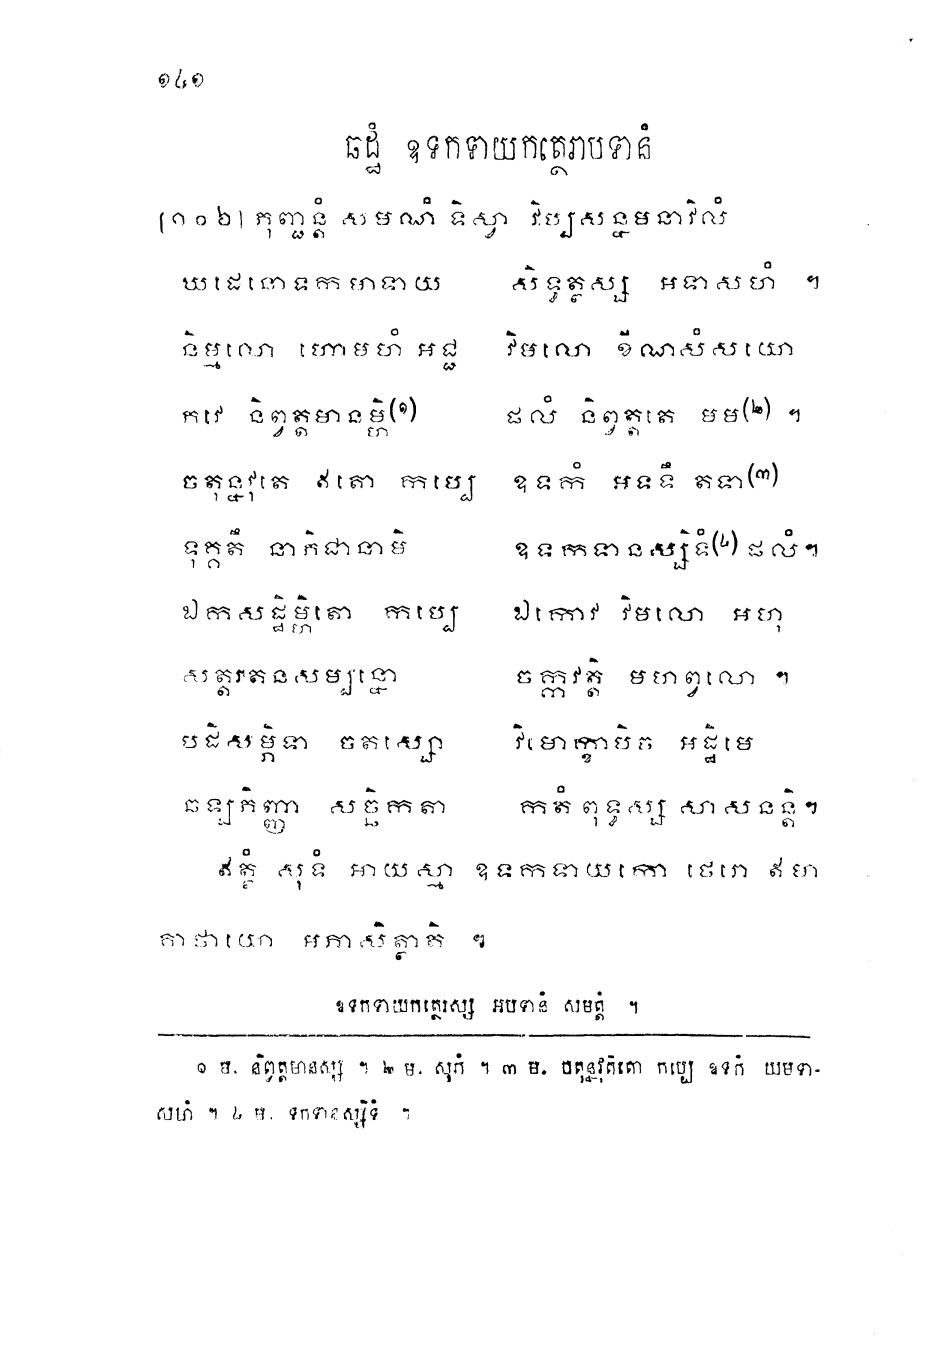 ១៤១
ឆដ្ឋំ ឧទកទាយកត្ថេរាបទានំ
[១០៦] ភុញ្ជន្តំ សមណំ ទិស្វា វិប្បសន្នមនាវិលំ
ឃដេនោទកមាទាយ សិទ្ធត្ថស្ស អទាសហំ ។
និម្មលោ ហោមហំ អជ្ជ វិមលោ ខីណសំសយោ
ភវេ និព្វត្តមានម្ហិ(១) ផលំ និព្វត្តតេ មម(២) ។
ចតុន្នវុតេ ឥតោ កប្បេ ឧទកំ អទទឹ តទា(៣)
ទុគ្គតឹ នាភិជានាមិ ឧទកទានស្សិទំ(៤) ផលំ។
ឯកសដ្ឋិម្ហិតោ កប្បេ ឯកោវ វិមលោ អហុ
សត្តរតនសម្បន្នោ ចក្កវត្តិ មហព្វលោ ។
បដិសម្ភិទា ចតស្សោ វិមោក្ខាបិច អដ្ឋិមេ
ឆឡភិញ្ញា សច្ឆិកតា កតំ ពុទ្ធស្ស សាសនន្តិ។
ឥត្ថំ សុទំ អាយស្មា ឧទកទាយកោ ថេរោ ឥមា
គាថាយោ អភាសិត្ថាតិ ៕
ឧទកទាយកត្ថេរស្ស អបទានំ សមត្តំ ។
១ ម. និព្វត្តមានស្ស ។ ២ ម. សុភំ ។ ៣ ម. ចតុន្នវុតិតោ កប្បេ ឧទកំ យមទា-
សហំ ។ ៤ ម. ទកទានស្សិទំ ។